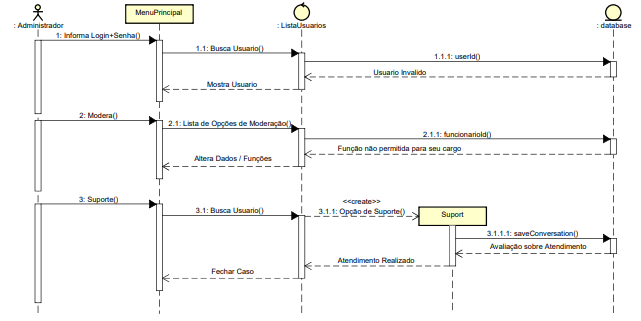 : Administrador
MenuPrincipal
: ListaUsuarios
: database
1: Informa Login+Senha()
1.1: Busca Usuario()
1.1.1: userId()
Usuario Invalido
Mostra Usuario
2: Modera()
2.1: Lista de Opções de Moderação()
2.1.1: funcionarioId()
Função não permitida para seu cargo
Altera Dados / Funções
3: Suporte()
3.1: Busca Usuario()
<<create>>
3.1.1: Opção de Suporte()
Suport
3.1.1.1: saveConversation()
Avaliação sobre Atendimento
Atendimento Realizado
Fechar Caso